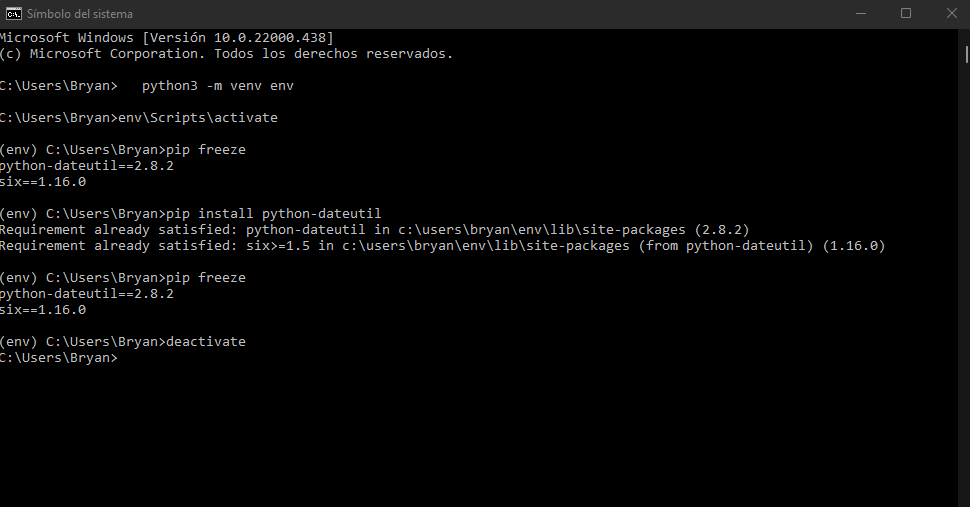 Símbolo del sistema
Microsoft Windows [Versión 10.0.22000.438]
(c) Microsoft Corporation. Todos los derechos reservados.
C:\Users\Bryan>   python3 -m venv env
C:\Users\Bryan>env\Scripts\activate
(env) C:\Users\Bryan>pip freeze
python-dateutil==2.8.2
six==1.16.0
(env) C:\Users\Bryan>pip install python-dateutil
Requirement already satisfied: python-dateutil in c:\users\bryan\env\lib\site-packages (2.8.2)
Requirement already satisfied: six>=1.5 in c:\users\bryan\env\lib\site-packages (from python-dateutil) (1.16.0)
(env) C:\Users\Bryan>pip freeze
python-dateutil==2.8.2
six==1.16.0
(env) C:\Users\Bryan>deactivate
C:\Users\Bryan>